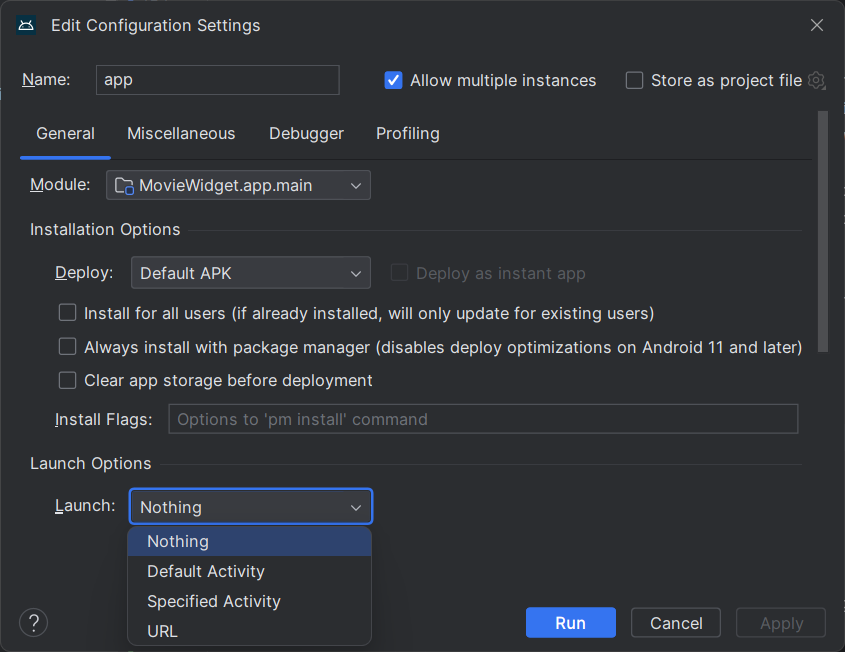 Edit Configuration Settings
Name: app Allow multiple instances Store as project file
General Miscellaneous Debugger Profiling
Module: MovieWidget.app.main
Installation Options
Deploy: Default APK Deploy as instant app
Install for all users (if already installed, will only update for existing users)
Always install with package manager (disables deploy optimizations on Android 11 and later)
Clear app storage before deployment
Install Flags: Options to 'pm install' command
Launch Options
Launch: Nothing
Nothing
Default Activity
Specified Activity
URL
? Run Cancel Apply